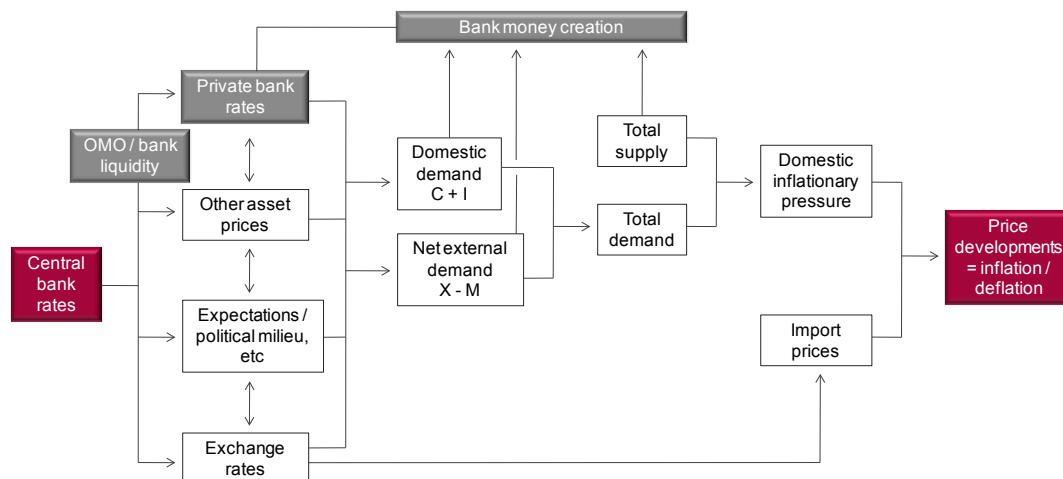 Bank money creation
Private bank
rates
OMO / bank
liquidity
Other asset
prices
Central
bank
rates
Expectations /
political milieu,
etc
Exchange
rates
Domestic
demand
C + I
Net external
demand
X - M
Total
supply
Total
demand
Domestic
inflationary
pressure
Import
prices
Price
developments
= inflation /
deflation